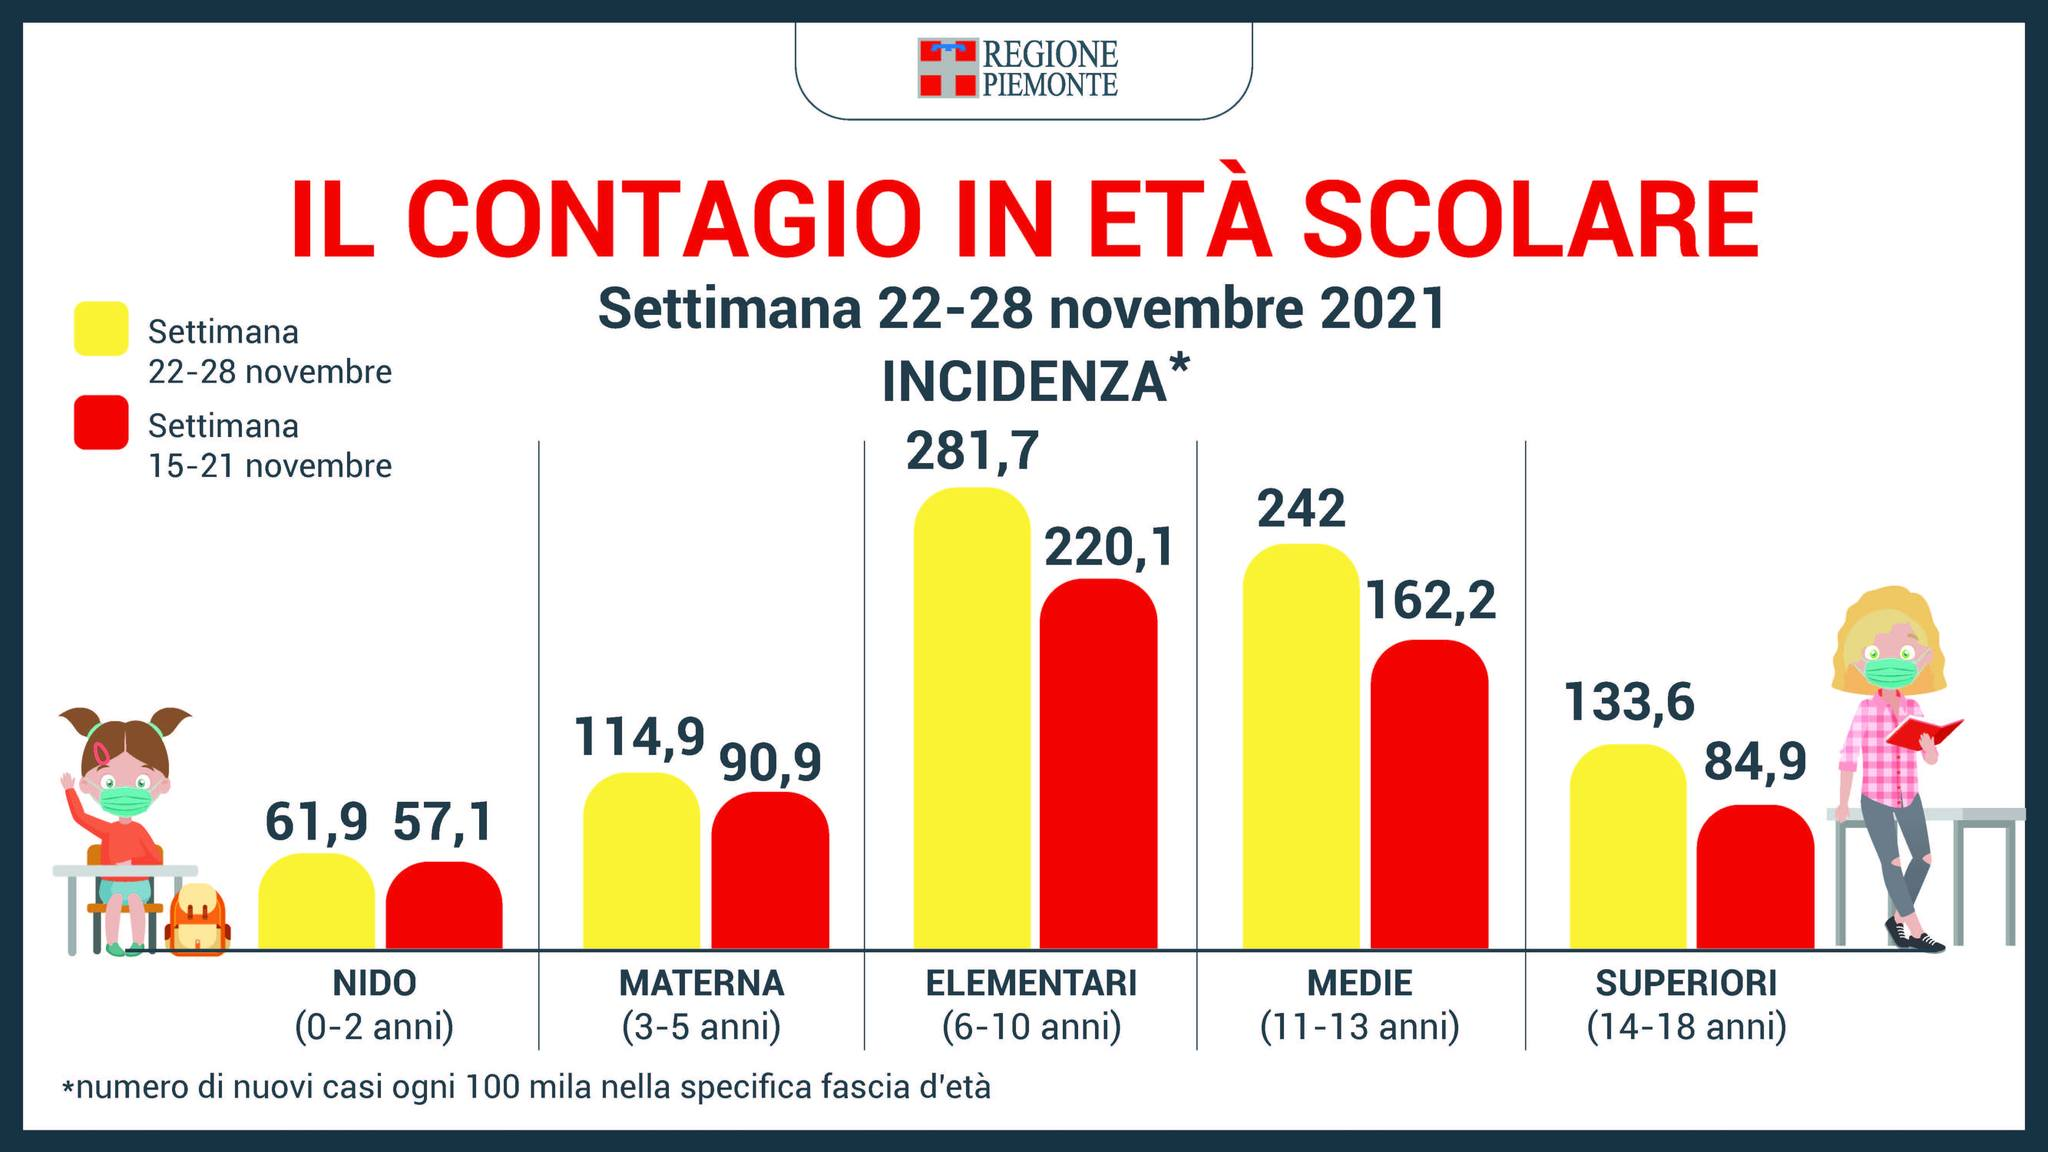 REGIONE
PIEMONTE
IL CONTAGIO IN ETÀ SCOLARE
Settimana 22-28 novembre 2021
INCIDENZA*
Settimana
22-28 novembre
Settimana
15-21 novembre
61,9 57,1
114,9 90,9
281,7 220,1
242 162,2
133,6 84,9
NIDO
(0-2 anni)
MATERNA
(3-5 anni)
ELEMENTARI
(6-10 anni)
MEDIE
(11-13 anni)
SUPERIORI
(14-18 anni)
*numero di nuovi casi ogni 100 mila nella specifica fascia d'età